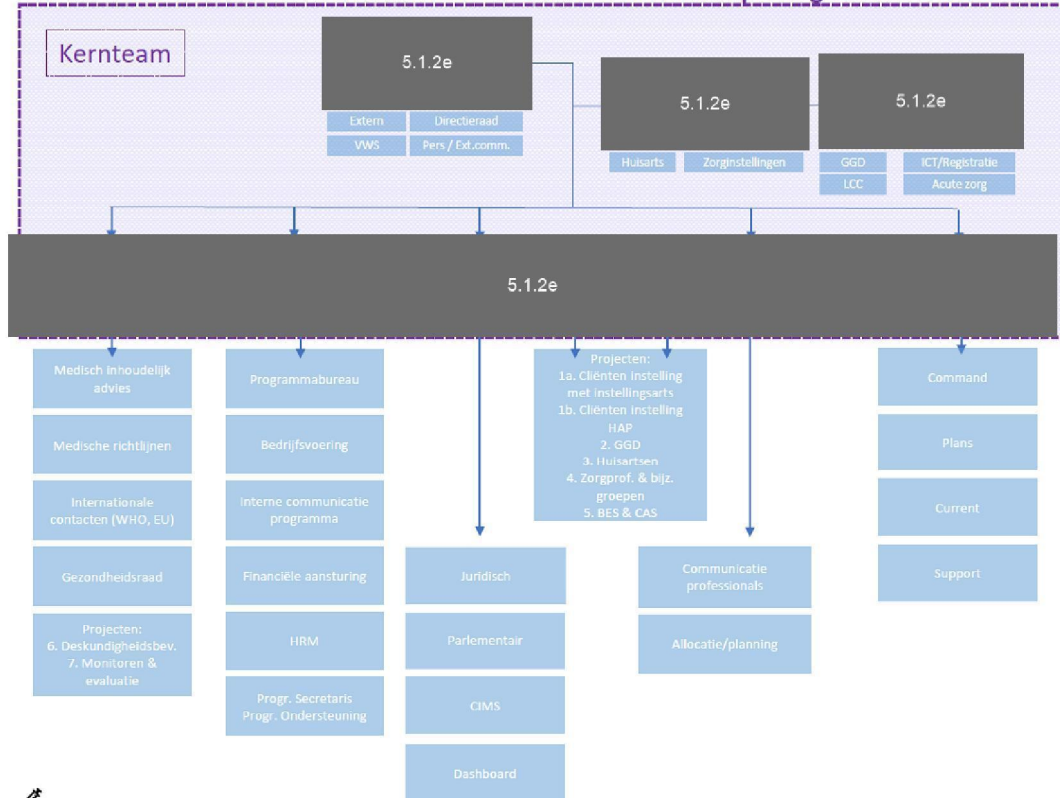 Kernteam
5.1.2e
5.1.2e
5.1.2e
Extern
Directieraad
VWS
Pers / Ext.comm.
Huisarts
Zorginstellingen
GGD
ICT/Registratie
LCC
Acute zorg
5.1.2e
Medisch inhoudelijk
advies
Medische richtlijnen
Internationale
contacten (WHO, EU)
Gezondheidsraad
Projecten:
6. Deskundigheidsbev.
7. Monitoren &
evaluatie
Programmabureau
Bedrijfsvoering
Interne communicatie
programma
Financiële aansturing
HRM
Progr. Secretaris
Progr. Ondersteuning
Juridisch
Parlementair
CIMS
Dashboard
Projecten:
1a. Cliënten instelling
met instellingsarts
1b. Cliënten instelling
HAP
2. GGD
3. Huisartsen
4. Zorgprof. & bijz.
groepen
5. BES & CAS
Communicatie
professionals
Allocatie/planning
Command
Plans
Current
Support